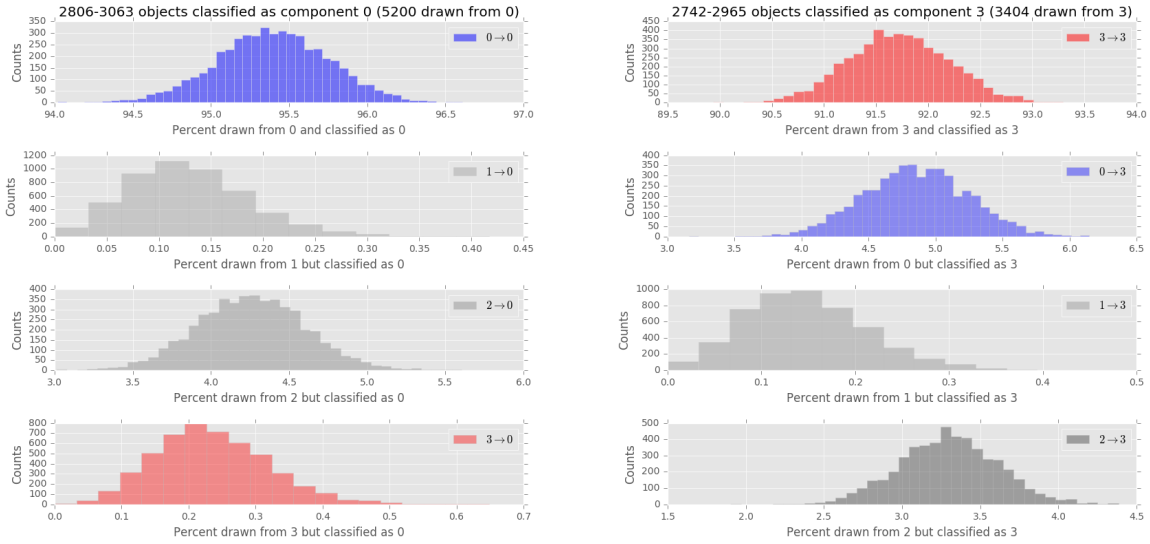 2806-3063 objects classified as component 0 (5200 drawn from 0)
350
300
250
200
150
100
50
0
Counts
0→0
94.0 94.5 95.0 95.5 96.0 96.5 97.0
Percent drawn from 0 and classified as 0
1200
1000
800
600
400
200
0
Counts
1→0
0.00 0.05 0.10 0.15 0.20 0.25 0.30 0.35 0.40 0.45
Percent drawn from 1 but classified as 0
400
350
300
250
200
150
100
50
0
Counts
2→0
3.0 3.5 4.0 4.5 5.0 5.5 6.0
Percent drawn from 2 but classified as 0
800
700
600
500
400
300
200
100
0
Counts
3→0
0.0 0.1 0.2 0.3 0.4 0.5 0.6 0.7
Percent drawn from 3 but classified as 0
2742-2965 objects classified as component 3 (3404 drawn from 3)
450
400
350
300
250
200
150
100
50
0
Counts
3→3
89.5 90.0 90.5 91.0 91.5 92.0 92.5 93.0 93.5 94.0
Percent drawn from 3 and classified as 3
400
350
300
250
200
150
100
50
0
Counts
0→3
3.0 3.5 4.0 4.5 5.0 5.5 6.0 6.5
Percent drawn from 0 but classified as 3
1000
800
600
400
200
0
Counts
1→3
0.0 0.1 0.2 0.3 0.4 0.5
Percent drawn from 1 but classified as 3
500
400
300
200
100
0
Counts
2→3
1.5 2.0 2.5 3.0 3.5 4.0 4.5
Percent drawn from 2 but classified as 3